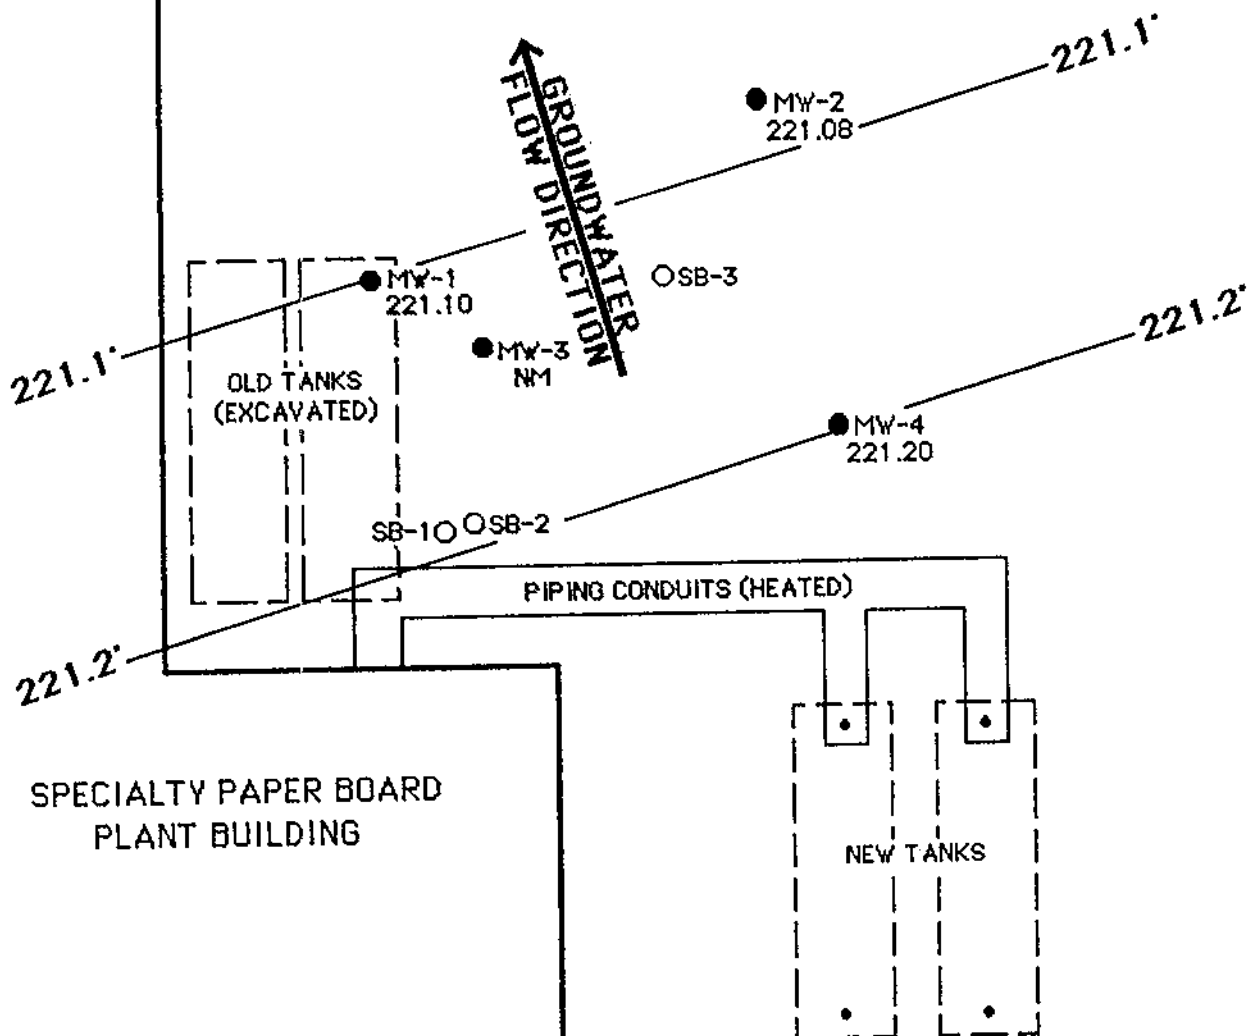 221.1'
MW-2
221.08
GROUNDWATER
FLOW DIRECTION
MW-1
221.10
SB-3
221.2'
MW-3
NM
221.1'
OLD TANKS
(EXCAVATED)
MW-4
221.20
SB-1
SB-2
PIPING CONDUITS (HEATED)
221.2'
SPECIALTY PAPER BOARD
PLANT BUILDING
NEW TANKS